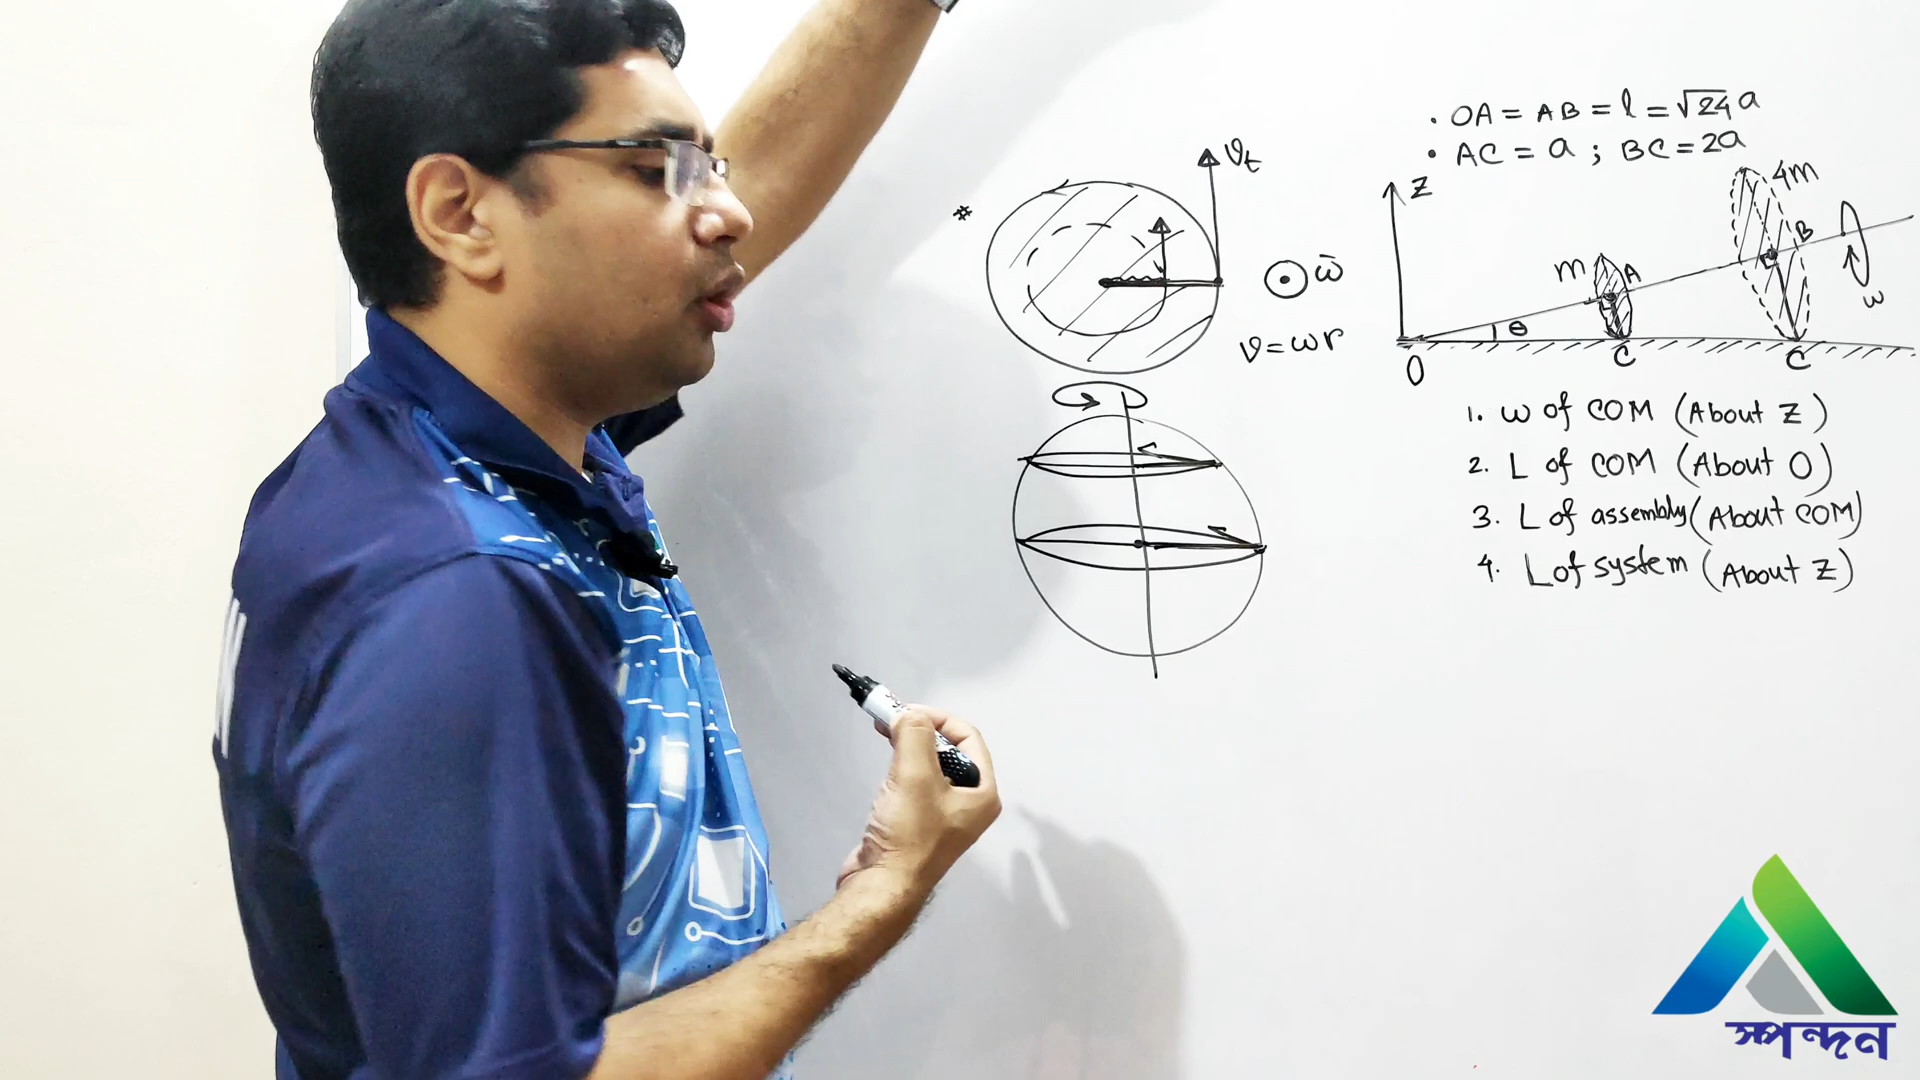 • OA = AB = l = √24 a
• AC = a ; BC = 2a
Z
4m
B
m
A
ω
θ
O
C
C
1. ω of COM (About Z)
2. L of COM (About O)
3. L of assembly (About COM)
4. L of system (About Z)
#
v_t
ω̄
v = ωr
স্পন্দন